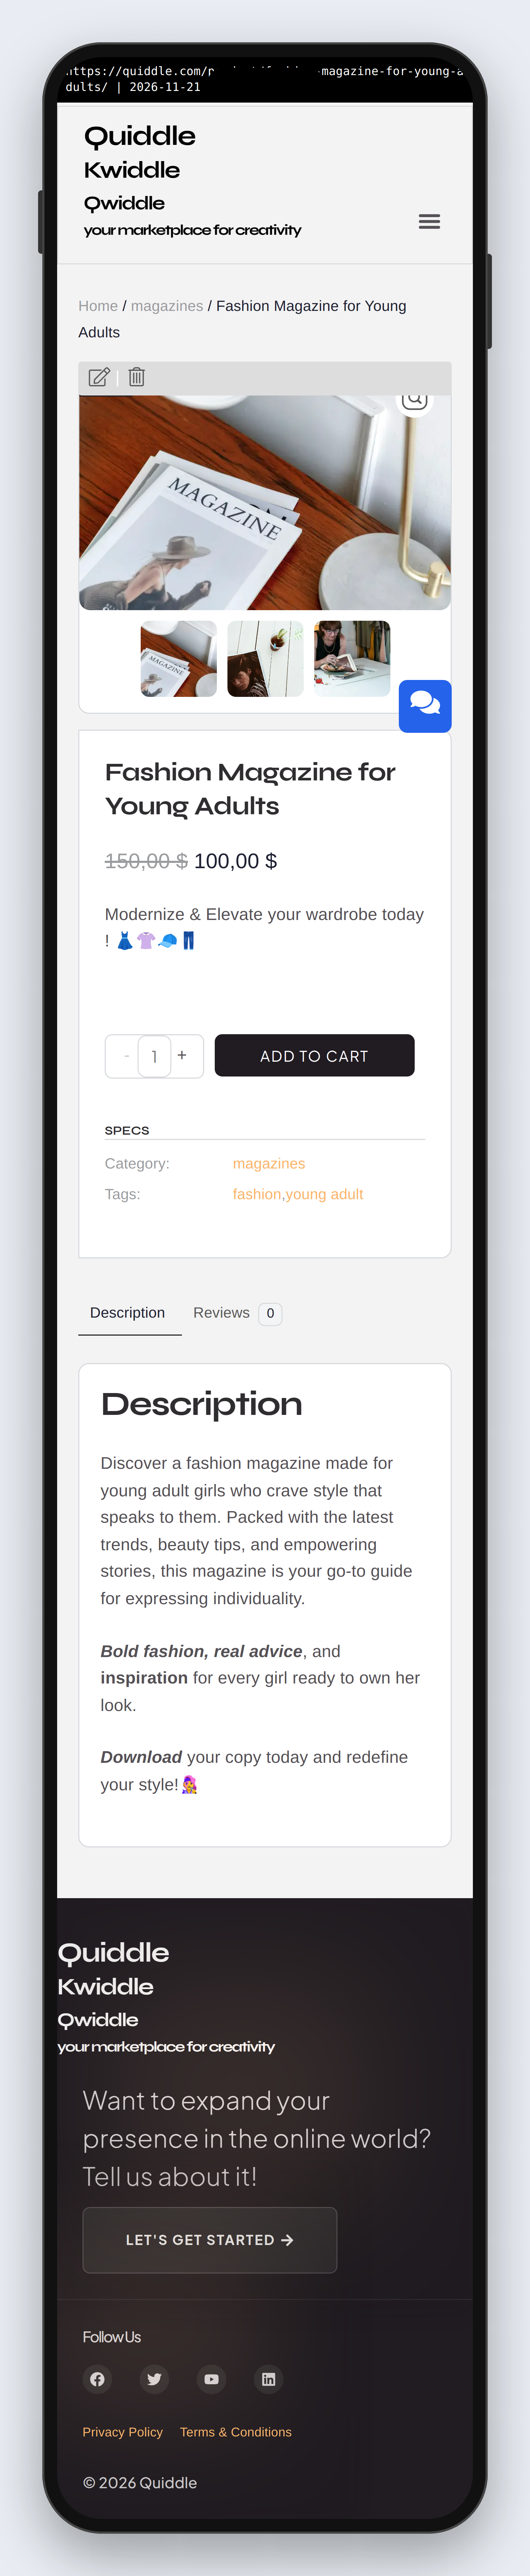 dults/ | 2026-11-21
Quiddle
Kwiddle
Qwiddle
your marketplace for creativity
Home / magazines / Fashion Magazine for Young
Adults
MAGAZINE
Fashion Magazine for
Young Adults
150,00 $ 100,00 $
Modernize & Elevate your wardrobe today
! 👗👚🧢👖
- 1 + ADD TO CART
SPECS
Category: magazines
Tags: fashion,young adult
Description Reviews 0
Description
Discover a fashion magazine made for
young adult girls who crave style that
speaks to them. Packed with the latest
trends, beauty tips, and empowering
stories, this magazine is your go-to guide
for expressing individuality.
Bold fashion, real advice, and
inspiration for every girl ready to own her
look.
Download your copy today and redefine
your style!
Quiddle
Kwiddle
Qwiddle
your marketplace for creativity
Want to expand your
presence in the online world?
Tell us about it!
LET'S GET STARTED →
Follow Us
Privacy Policy Terms & Conditions
© 2026 Quiddle